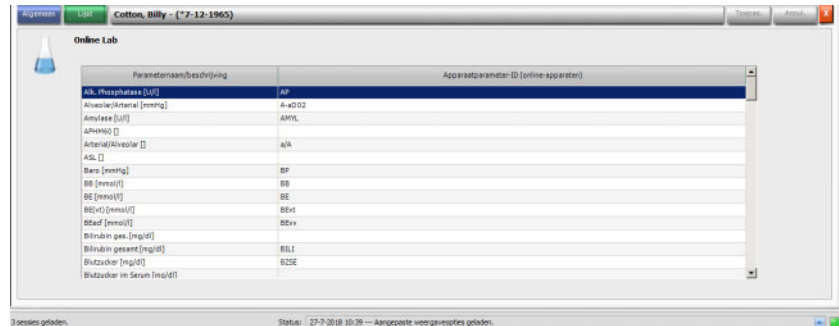 Algemeen Lijst Cotton, Billy - (*7-12-1965) Toepas. Annul. X
Online Lab
Parameternaam/beschrijving Apparaatparameter-ID (online-apparaten)
Alk. Phosphatase [U/l] AP
Alveolar/Arterial [mmHg] A-aDO2
Amylase [U/l] AMYL
APHM60 []
Arterial/Alveolar [] a/A
ASL []
Baro [mmHg] BP
BB [mmol/l] BB
BE [mmol/l] BE
BE(vt) [mmol/l] BEvt
BEecf [mmol/l] BEvv
Bilirubin ges. [mg/dl]
Bilirubin gesamt [mg/dl] BILI
Blutzucker [mg/dl] BZSE
Blutzucker im Serum [mg/dl]
3 sessies geladen. Status: 27-7-2018 10:39 --- Aangepaste weergaveopties geladen.